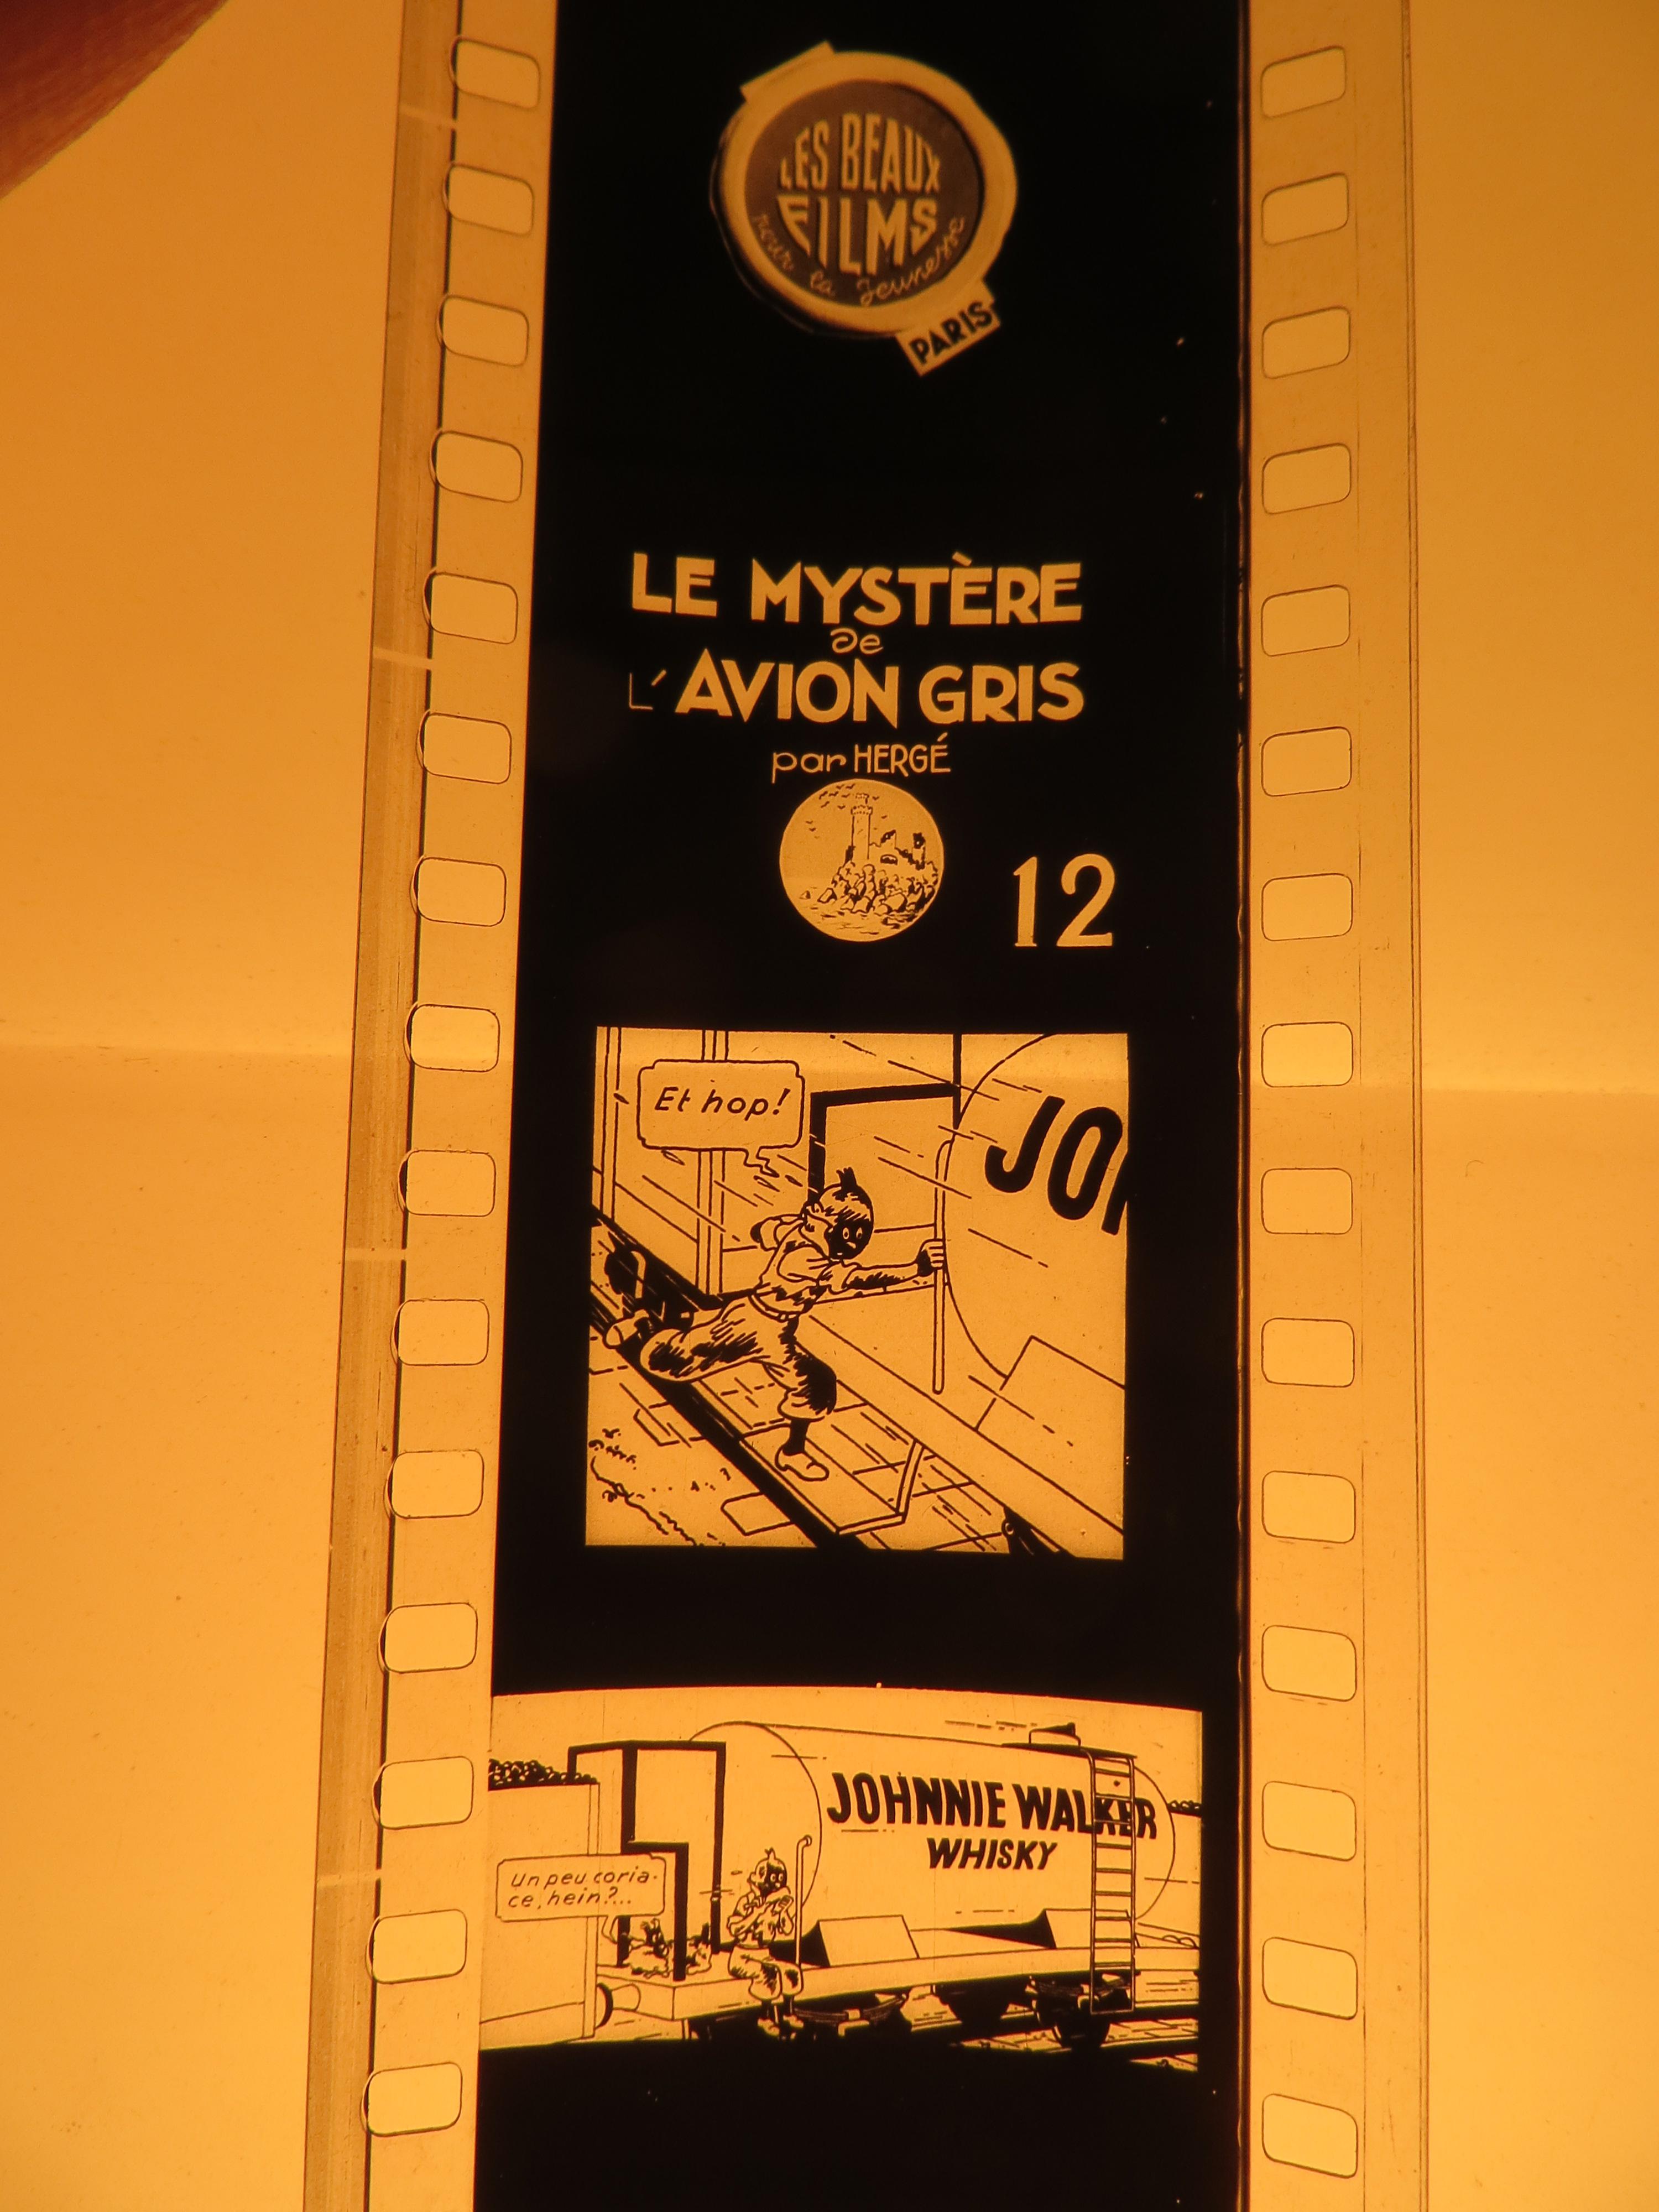 LES BEAUX
FILMS
pour la Jeunesse
PARIS
LE MYSTÈRE
de
L'AVION GRIS
par HERGÉ
12
Et hop!
JOH
Un peu coria-
ce, hein?...
JOHNNIE WALKER
WHISKY